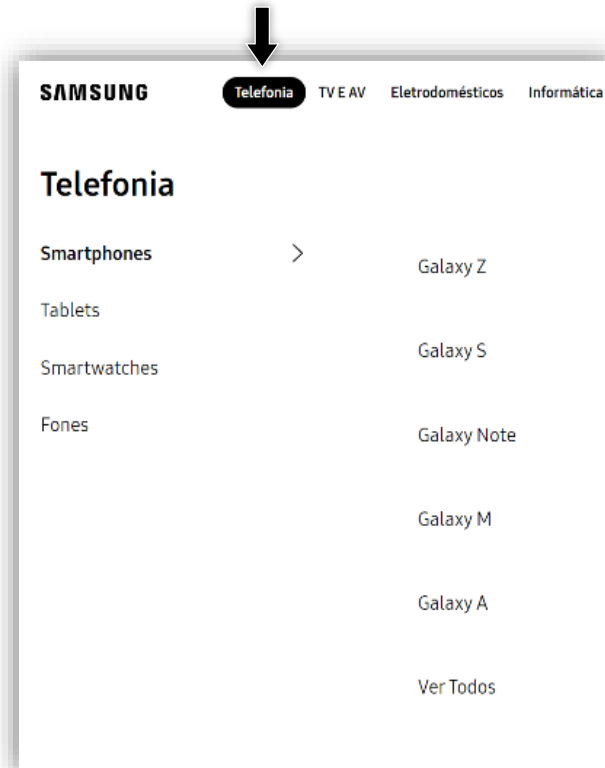 SAMSUNG Telefonia TV E AV Eletrodomésticos Informática
Telefonia
Smartphones
Tablets
Smartwatches
Fones
Galaxy Z
Galaxy S
Galaxy Note
Galaxy M
Galaxy A
Ver Todos